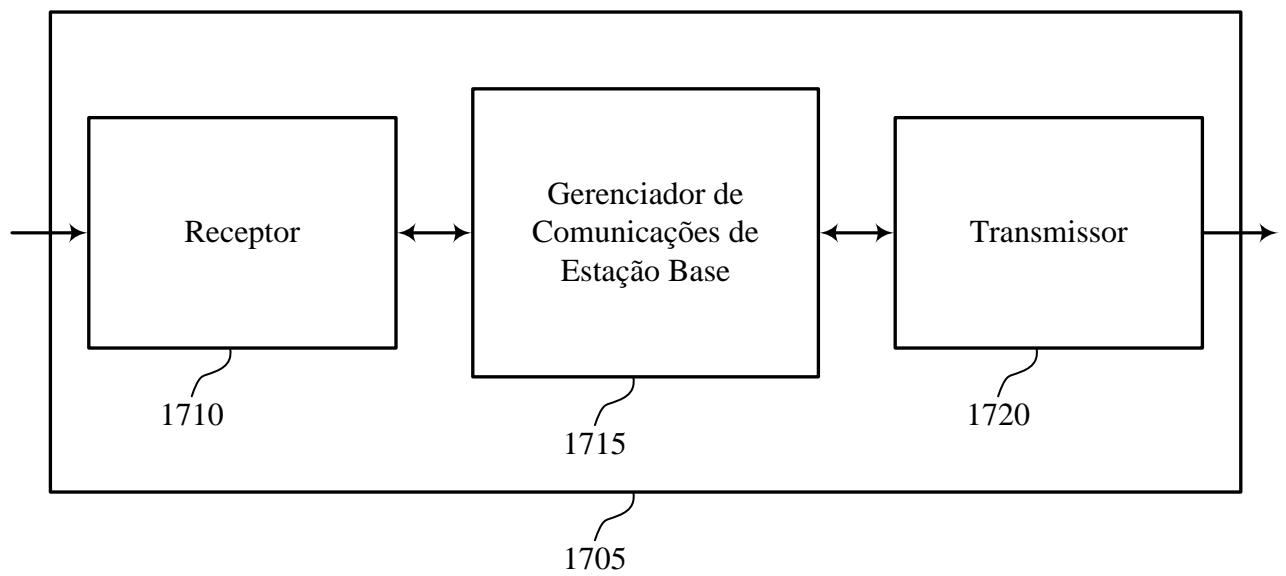 Receptor
Gerenciador de
Comunicações de
Estação Base
Transmissor
1710
1715
1720
1705